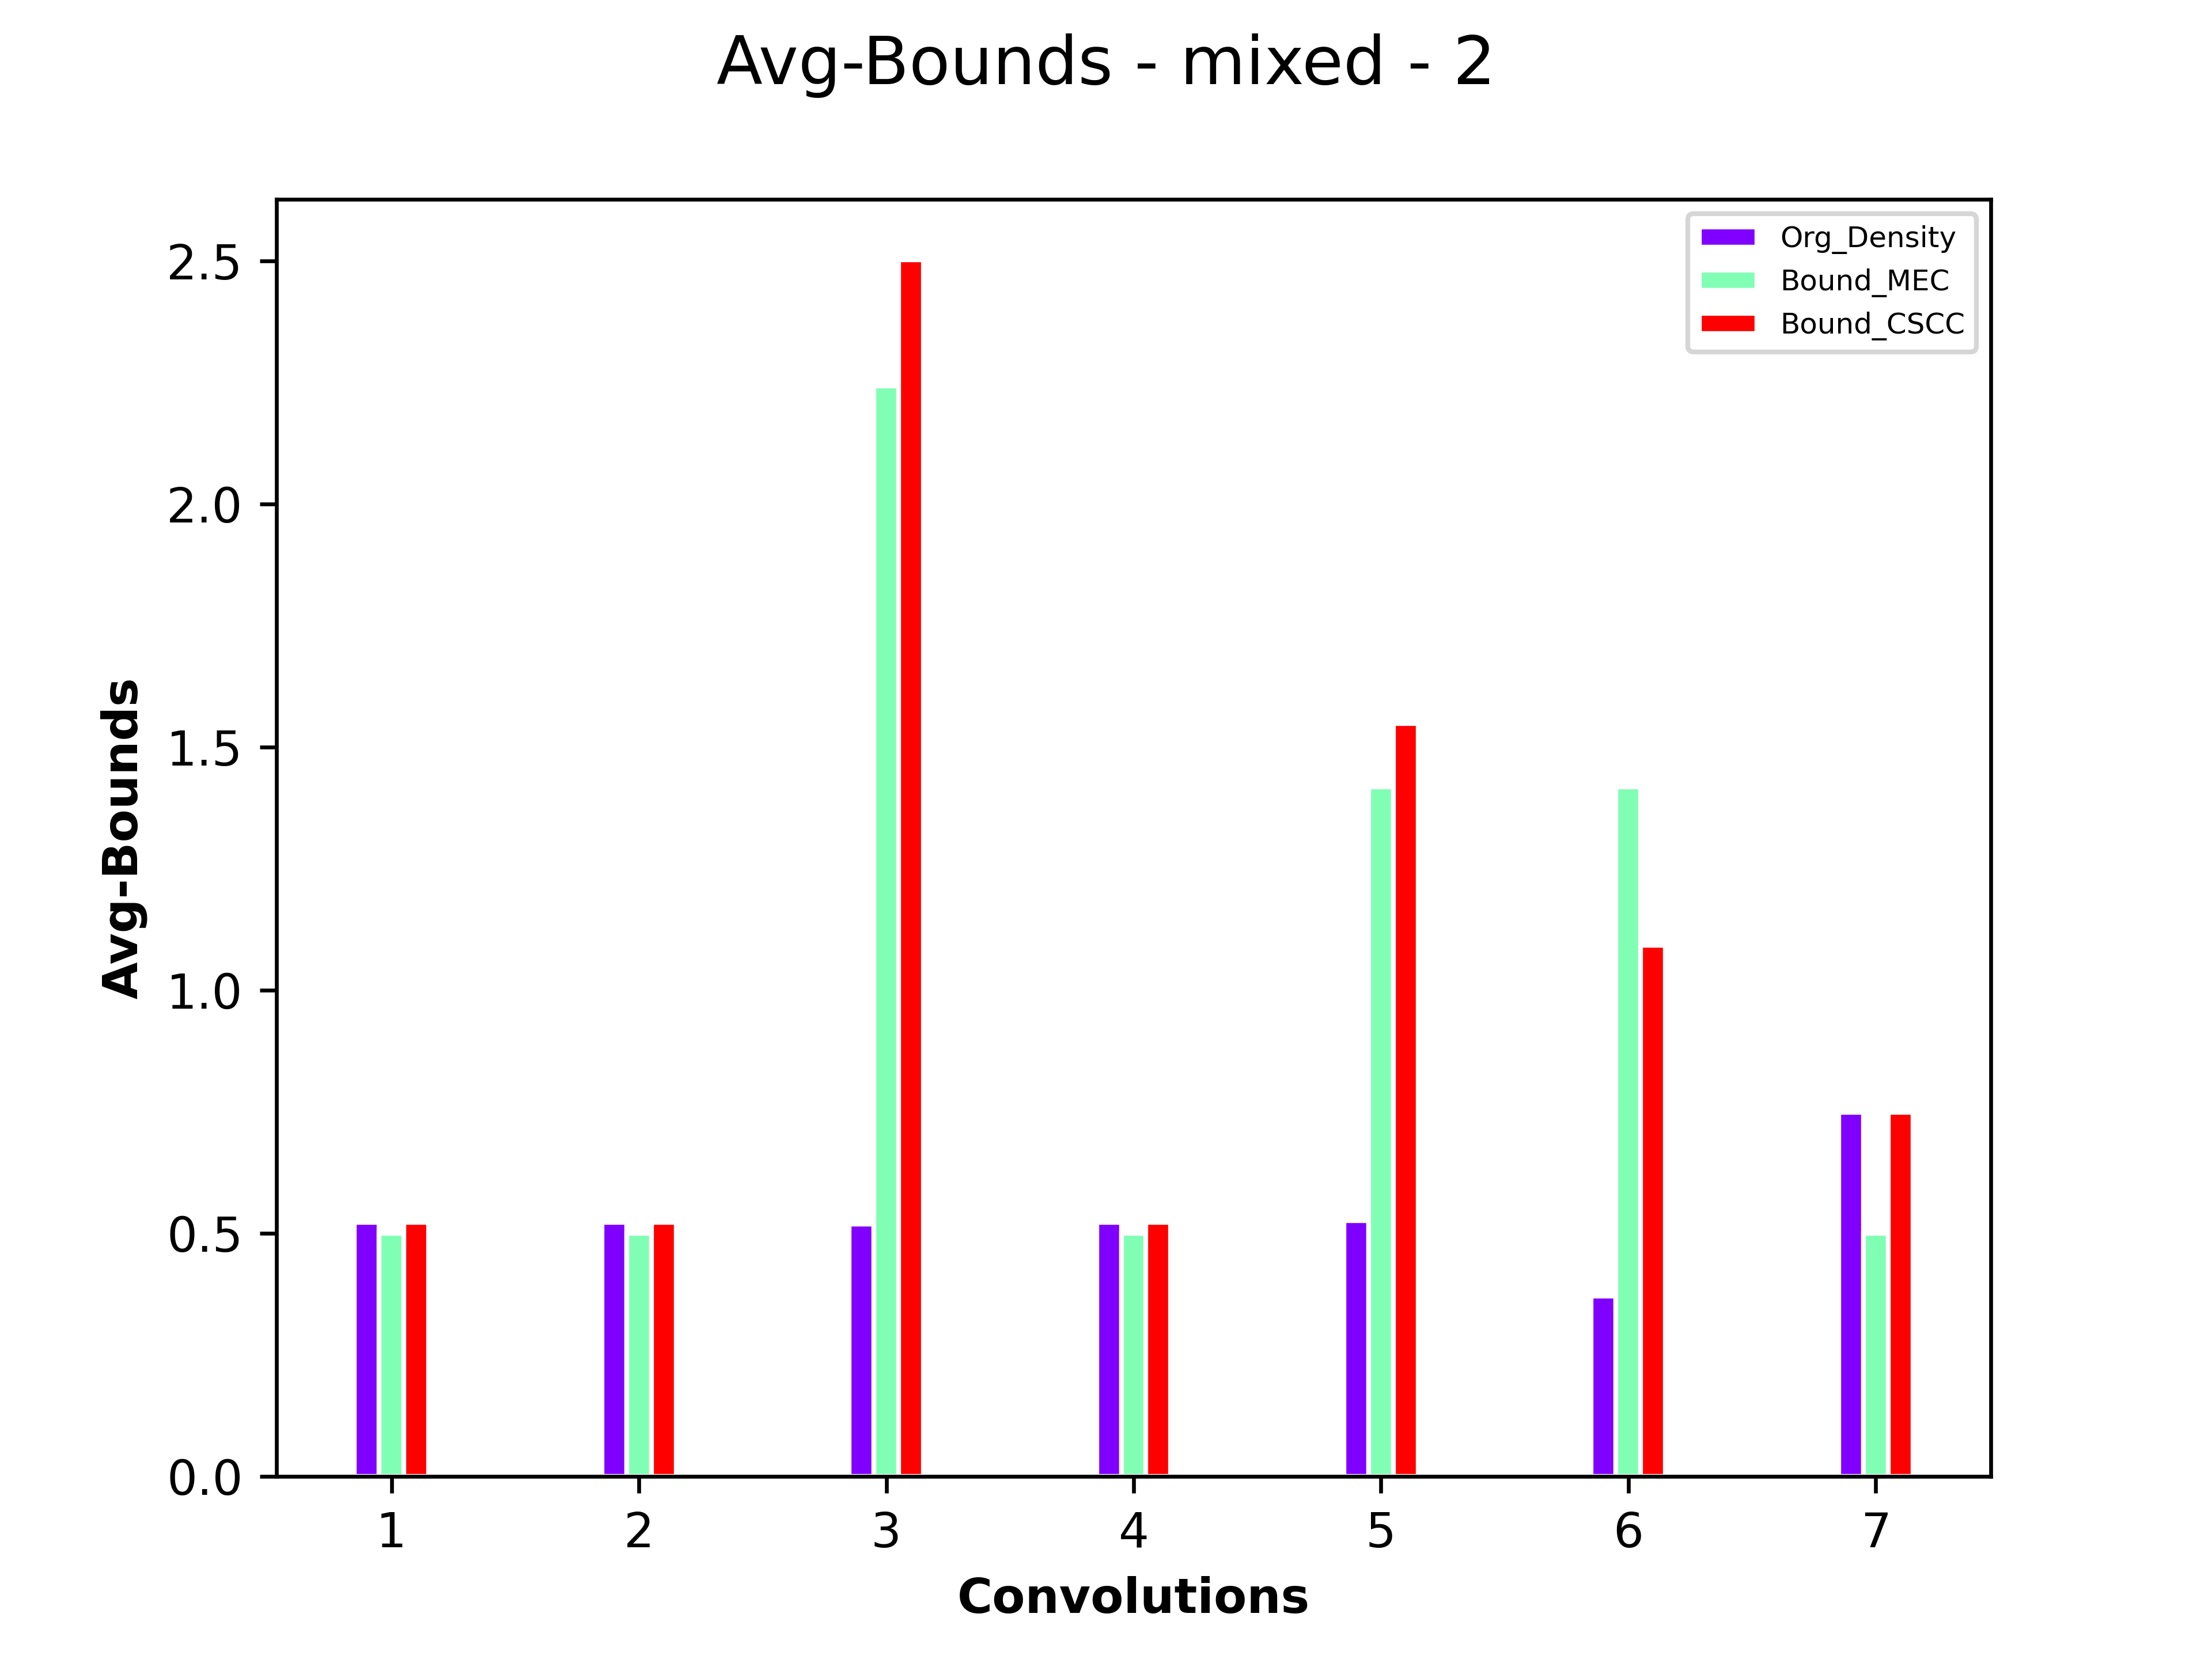 Avg-Bounds - mixed - 2
Org_Density
Bound_MEC
Bound_CSCC
2.5
2.0
1.5
1.0
0.5
0.0
Avg-Bounds
1 2 3 4 5 6 7
Convolutions